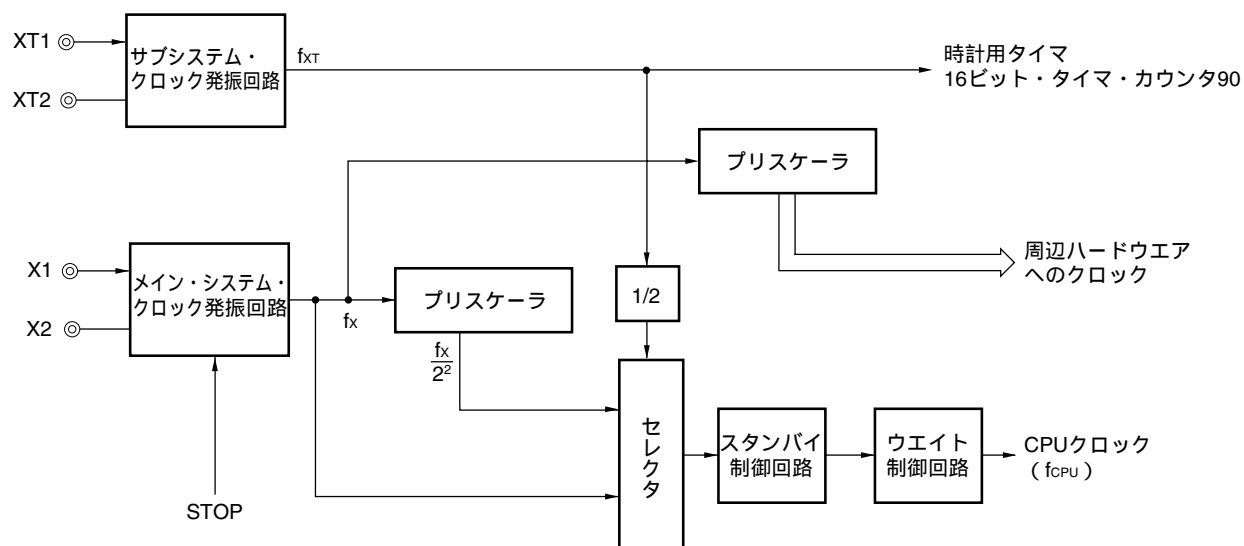 XT1
XT2
サブシステム・
クロック発振回路
fXT
時計用タイマ
16ビット・タイマ・カウンタ90
プリスケーラ
周辺ハードウエア
へのクロック
X1
X2
メイン・システム・
クロック発振回路
fX
プリスケーラ
1/2
fX
2²
セレクタ
スタンバイ
制御回路
ウエイト
制御回路
CPUクロック
(fCPU)
STOP